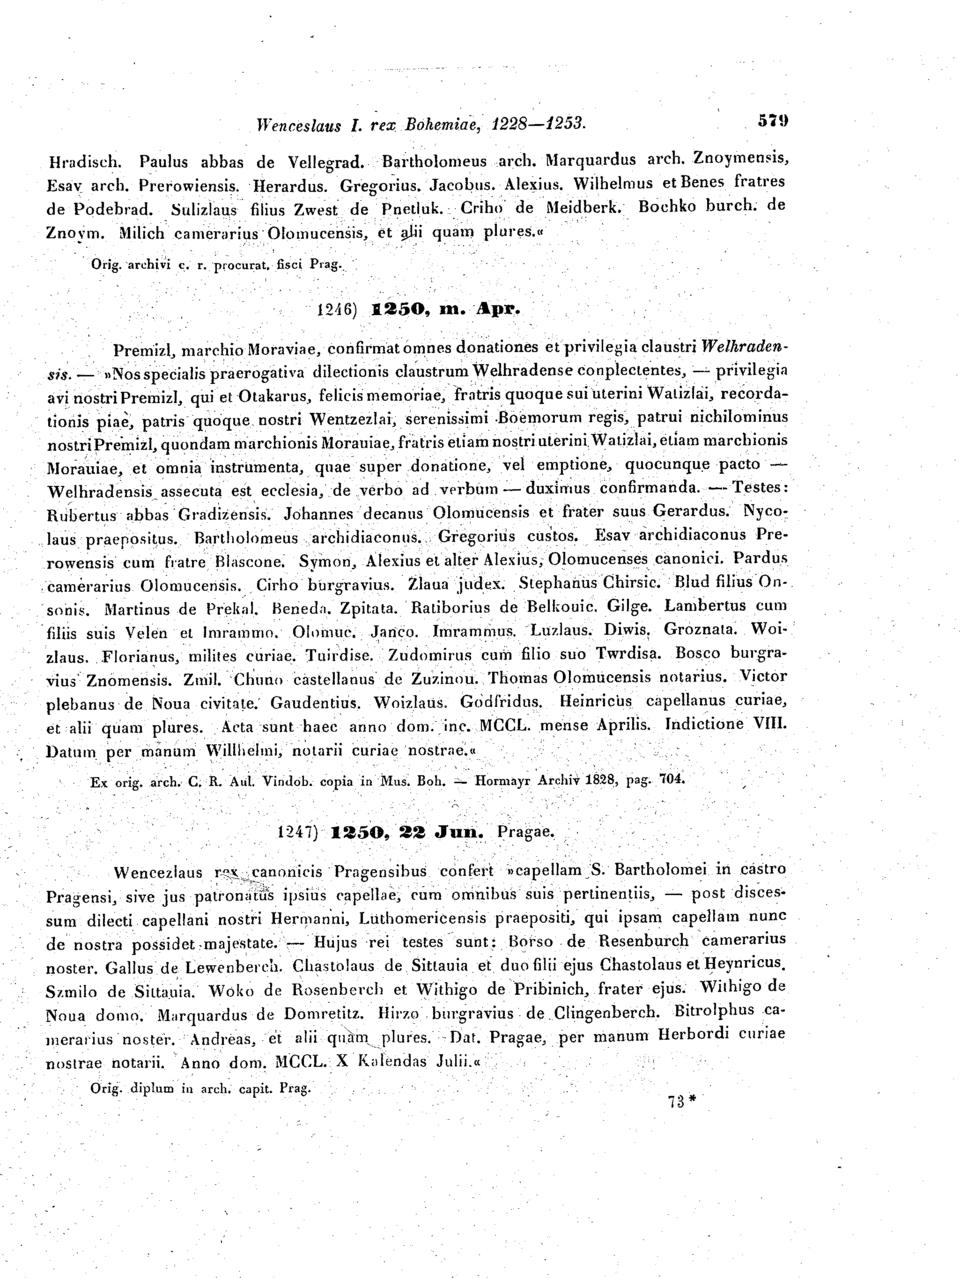 Wenceslaus I. rex Bohemiae, 1228—1253. 579
Hradisch. Paulus abbas de Vellegrad. Bartholomeus arch. Marquardus arch. Znoymensis,
Esav arch. Prerowiensis. Herardus. Gregorius. Jacobus. Alexius. Wilhelmus et Benes fratres
de Podebrad. Sulizlaus filius Zwest de Pnetluk. Criho de Meidberk. Bochko burch. de
Znoym. Milich camerarius Olomucensis, et alii quam plures.«
Orig. archivi c. r. procurat. fisci Prag.
1246) 1250, m. Apr.
Premizl, marchio Moraviae, confirmat omnes donationes et privilegia claustri Welhraden-
sis. — »Nos specialis praerogativa dilectionis claustrum Welhradense conplectentes, — privilegia
avi nostri Premizl, qui et Otakarus, felicis memoriae, fratris quoque sui uterini Watizlai, recorda-
tionis piae, patris quoque nostri Wentzezlai, serenissimi Boemorum regis, patrui nichilominus
nostri Premizl, quondam marchionis Morauiae, fratris etiam nostri uterini Watizlai, etiam marchionis
Morauiae, et omnia instrumenta, quae super donatione, vel emptione, quocunque pacto —
Welhradensis assecuta est ecclesia, de verbo ad verbum — duximus confirmanda. — Testes:
Rubertus abbas Gradizensis. Johannes decanus Olomucensis et frater suus Gerardus. Nyco-
laus praepositus. Bartholomeus archidiaconus. Gregorius custos. Esav archidiaconus Pre-
rowensis cum fratre Blascone. Symon, Alexius et alter Alexius, Olomucenses canonici. Pardus
camerarius Olomucensis. Cirho burgravius. Zlaua judex. Stephanus Chirsic. Blud filius On-
sonis. Martinus de Prekal. Beneda. Zpitata. Ratiborius de Belkouic. Gilge. Lambertus cum
filiis suis Velen et Imrammo. Olomuc. Janco. Imrammus. Luzlaus. Diwis. Groznata. Woi-
zlaus. Florianus, milites curiae. Tuirdise. Zudomirus cum filio suo Twrdisa. Bosco burgra-
vius Znomensis. Zmil. Chuno castellanus de Zuzinou. Thomas Olomucensis notarius. Victor
plebanus de Noua civitate. Gaudentius. Woizlaus. Godfridus. Heinricus capellanus curiae,
et alii quam plures. Acta sunt haec anno dom. inc. MCCL. mense Aprilis. Indictione VIII.
Datum per manum Willhelmi, notarii curiae nostrae.«
Ex orig. arch. C. R. Aul. Vindob. copia in Mus. Boh. — Hormayr Archiv 1828, pag. 704.
1247) 1250, 22 Jun. Pragae.
Wencezlaus rex canonicis Pragensibus confert »capellam S. Bartholomei in castro
Pragensi, sive jus patronatus ipsius capellae, cum omnibus suis pertinentiis, — post disces-
sum dilecti capellani nostri Hermanni, Luthomericensis praepositi, qui ipsam capellam nunc
de nostra possidet majestate. — Hujus rei testes sunt: Borso de Resenburch camerarius
noster. Gallus de Lewenberch. Chastolaus de Sittauia et duo filii ejus Chastolaus et Heynricus.
Szmilo de Sittauia. Woko de Rosenberch et Withigo de Pribinich, frater ejus. Withigo de
Noua domo. Marquardus de Domretitz. Hirzo burgravius de Clingenberch. Bitrolphus ca-
merarius noster. Andreas, et alii quam plures. Dat. Pragae, per manum Herbordi curiae
nostrae notarii. Anno dom. MCCL. X Kalendas Julii.«
Orig. diplum in arch. capit. Prag.
73*